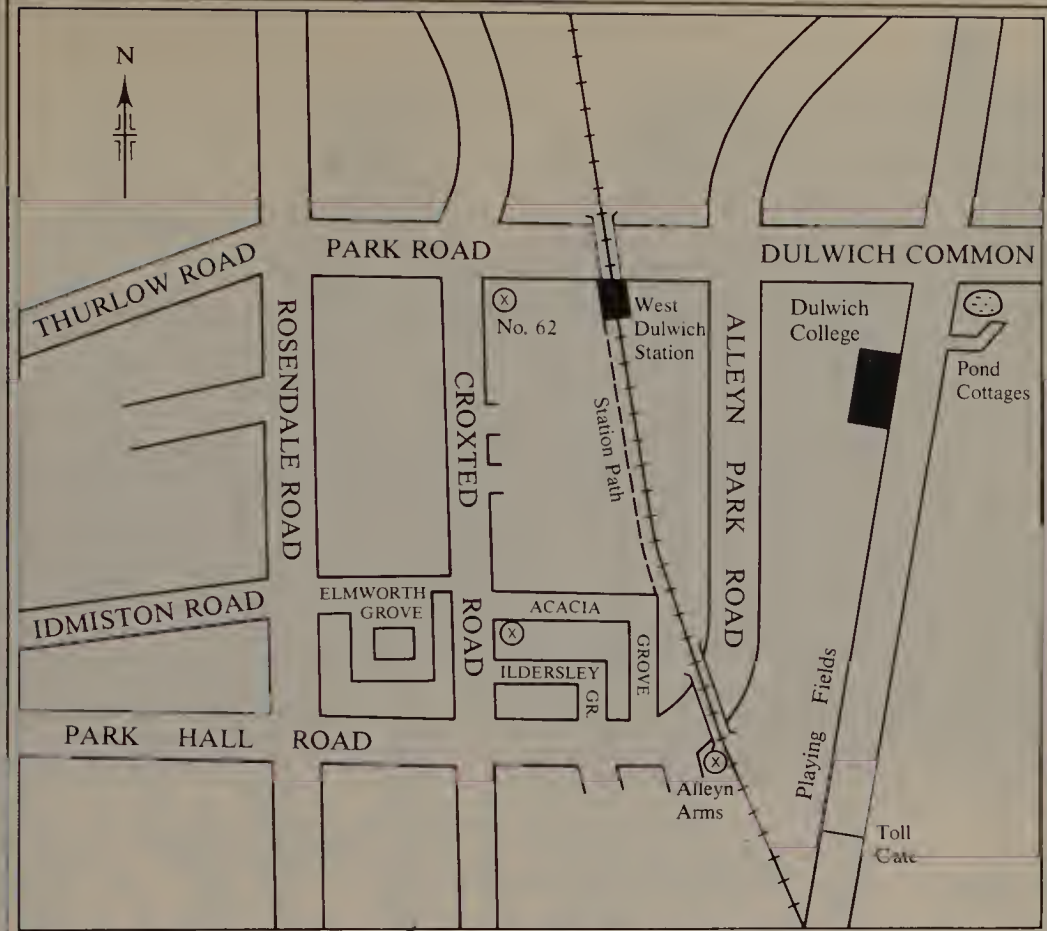 N
THURLOW ROAD
PARK ROAD
DULWICH COMMON
No. 62
West
Dulwich
Station
Dulwich
College
Pond
Cottages
ROSENDALE ROAD
CROXTED
ROAD
Station Path
ALLEYN PARK ROAD
IDMISTON ROAD
ELMWORTH
GROVE
ACACIA
GROVE
ILDERSLEY
GR.
PARK HALL ROAD
Alleyn
Arms
Playing Fields
Toll
Gate